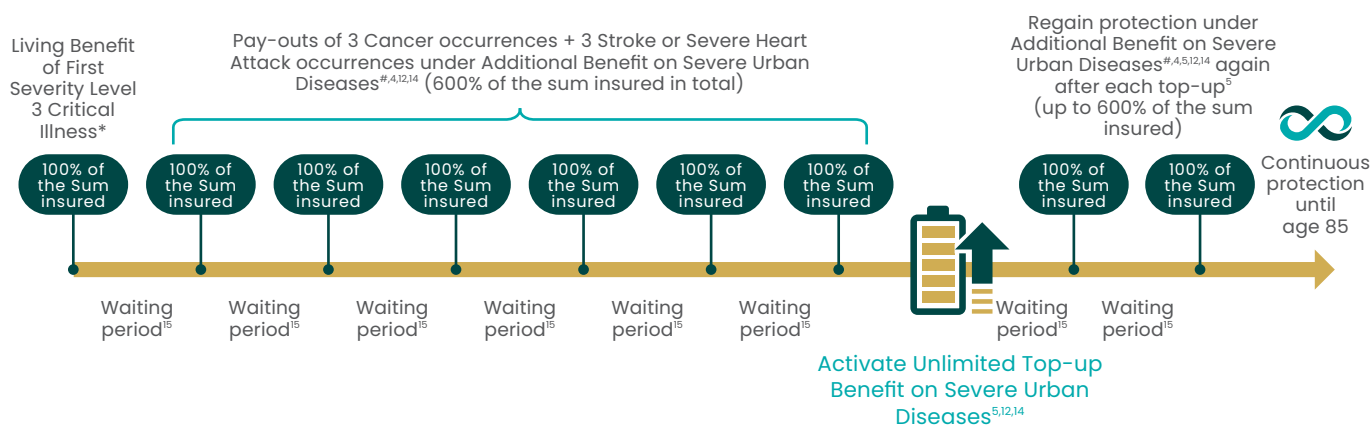 Living Benefit
of First
Severity Level
3 Critical
Illness*
Pay-outs of 3 Cancer occurrences + 3 Stroke or Severe Heart
Attack occurrences under Additional Benefit on Severe Urban
Diseases#,4,12,14 (600% of the sum insured in total)
Regain protection under
Additional Benefit on Severe
Urban Diseases#,4,5,12,14 again
after each top-up5
(up to 600% of the sum
insured)
100% of
the Sum
insured
100% of
the Sum
insured
100% of
the Sum
insured
100% of
the Sum
insured
100% of
the Sum
insured
100% of
the Sum
insured
100% of
the Sum
insured
100% of
the Sum
insured
100% of
the Sum
insured
Continuous
protection
until
age 85
Waiting
period15
Waiting
period15
Waiting
period15
Waiting
period15
Waiting
period15
Waiting
period15
Waiting
period15
Waiting
period15
Activate Unlimited Top-up
Benefit on Severe Urban
Diseases5,12,14